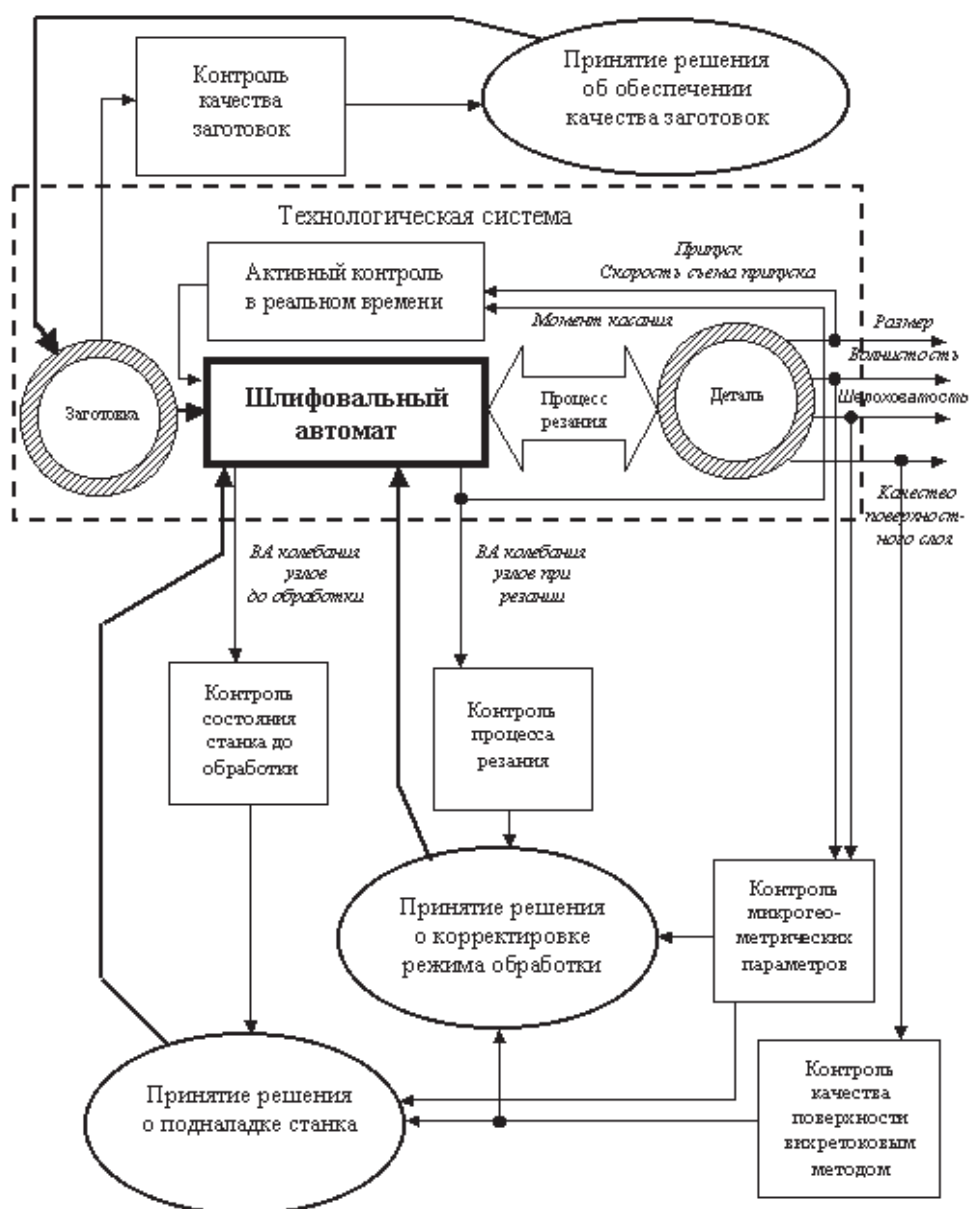 Контроль
качества
заготовок
Принятие решения
об обеспечении
качества заготовок
Технологическая система
Активный контроль
в реальном времени
Припуск
Скорость съема припуска
Момент касания
Размер
Волнистость
Шероховатость
Качество
поверхност-
ного слоя
Заготовка
Шлифовальный
автомат
Процесс
резания
Деталь
ВА колебания
узлов
до обработки
ВА колебания
узлов при
резании
Контроль
состояния
станка до
обработки
Контроль
процесса
резания
Принятие решения
о корректировке
режима обработки
Контроль
микрогео-
метрических
параметров
Принятие решения
о подналадке станка
Контроль
качества
поверхности
вихретоковым
методом